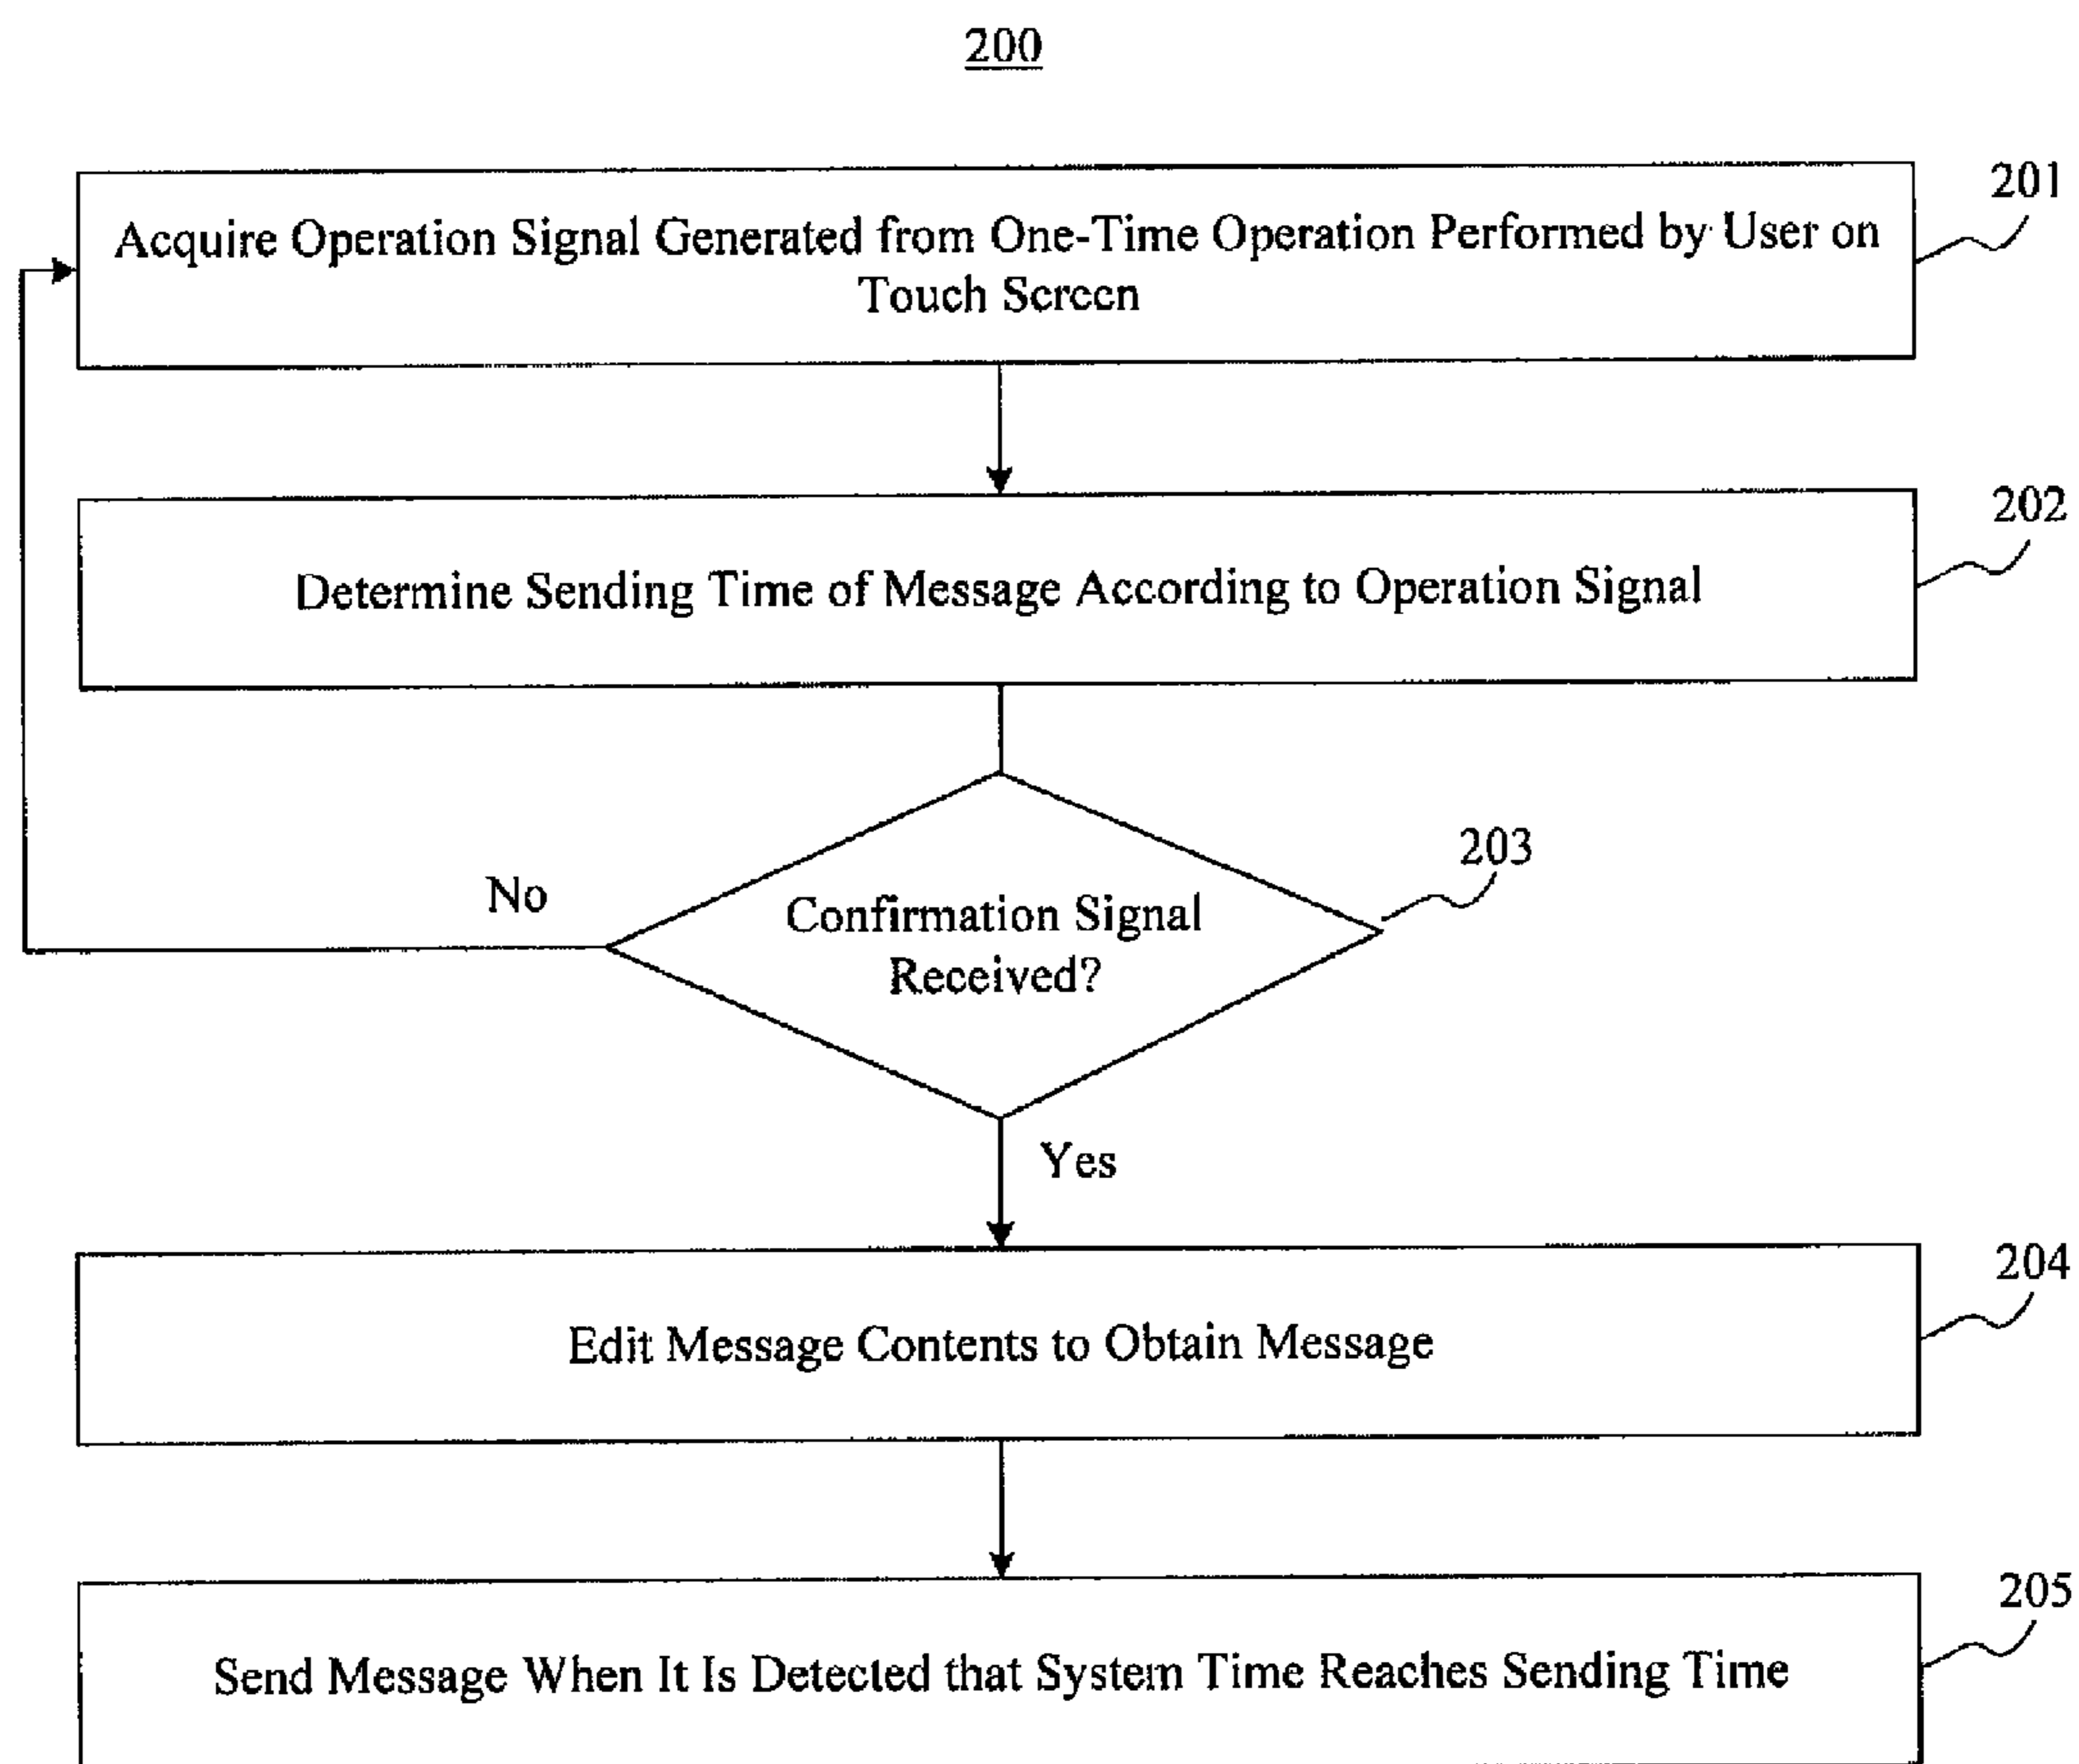 200
201
Acquire Operation Signal Generated from One-Time Operation Performed by User on
Touch Screen
202
Determine Sending Time of Message According to Operation Signal
203
No
Confirmation Signal
Received?
Yes
204
Edit Message Contents to Obtain Message
205
Send Message When It Is Detected that System Time Reaches Sending Time